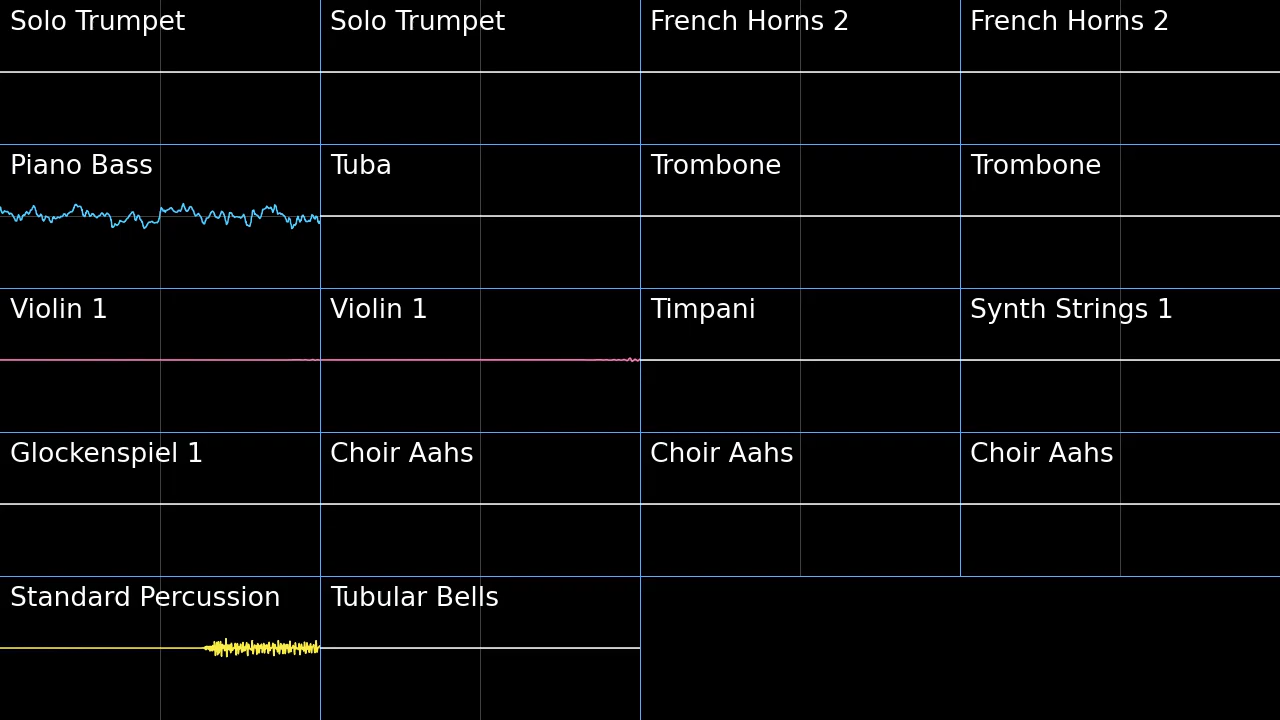 Solo Trumpet
Solo Trumpet
French Horns 2
French Horns 2
Piano Bass
Tuba
Trombone
Trombone
Violin 1
Violin 1
Timpani
Synth Strings 1
Glockenspiel 1
Choir Aahs
Choir Aahs
Choir Aahs
Standard Percussion
Tubular Bells